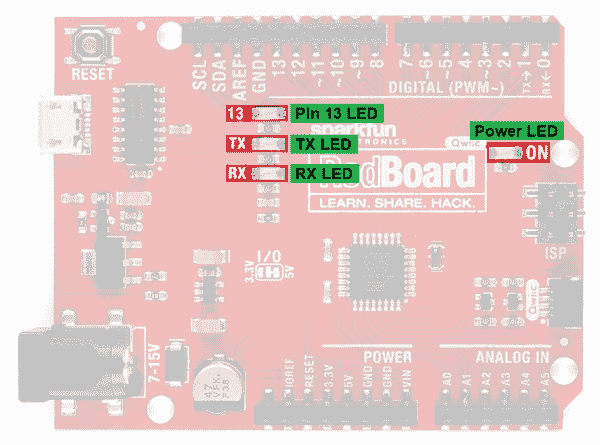 RESET
SCL
SDA
AREF
GND
13
12
~11
~10
~9
8
7
~6
~5
4
~3
2
TX→1
RX←0
DIGITAL (PWM~)
13 Pin 13 LED
TX TX LED
RX RX LED
Power LED
ON
sparkfun
Qwiic
RedBoard
LEARN. SHARE. HACK.
I/O
3.3V
5V
ISP
Qwiic
7-15V
47
VFX.
F38
POWER
ANALOG IN
IOREF
RESET
3.3V
5V
GND
GND
VIN
A0
A1
A2
A3
A4
A5